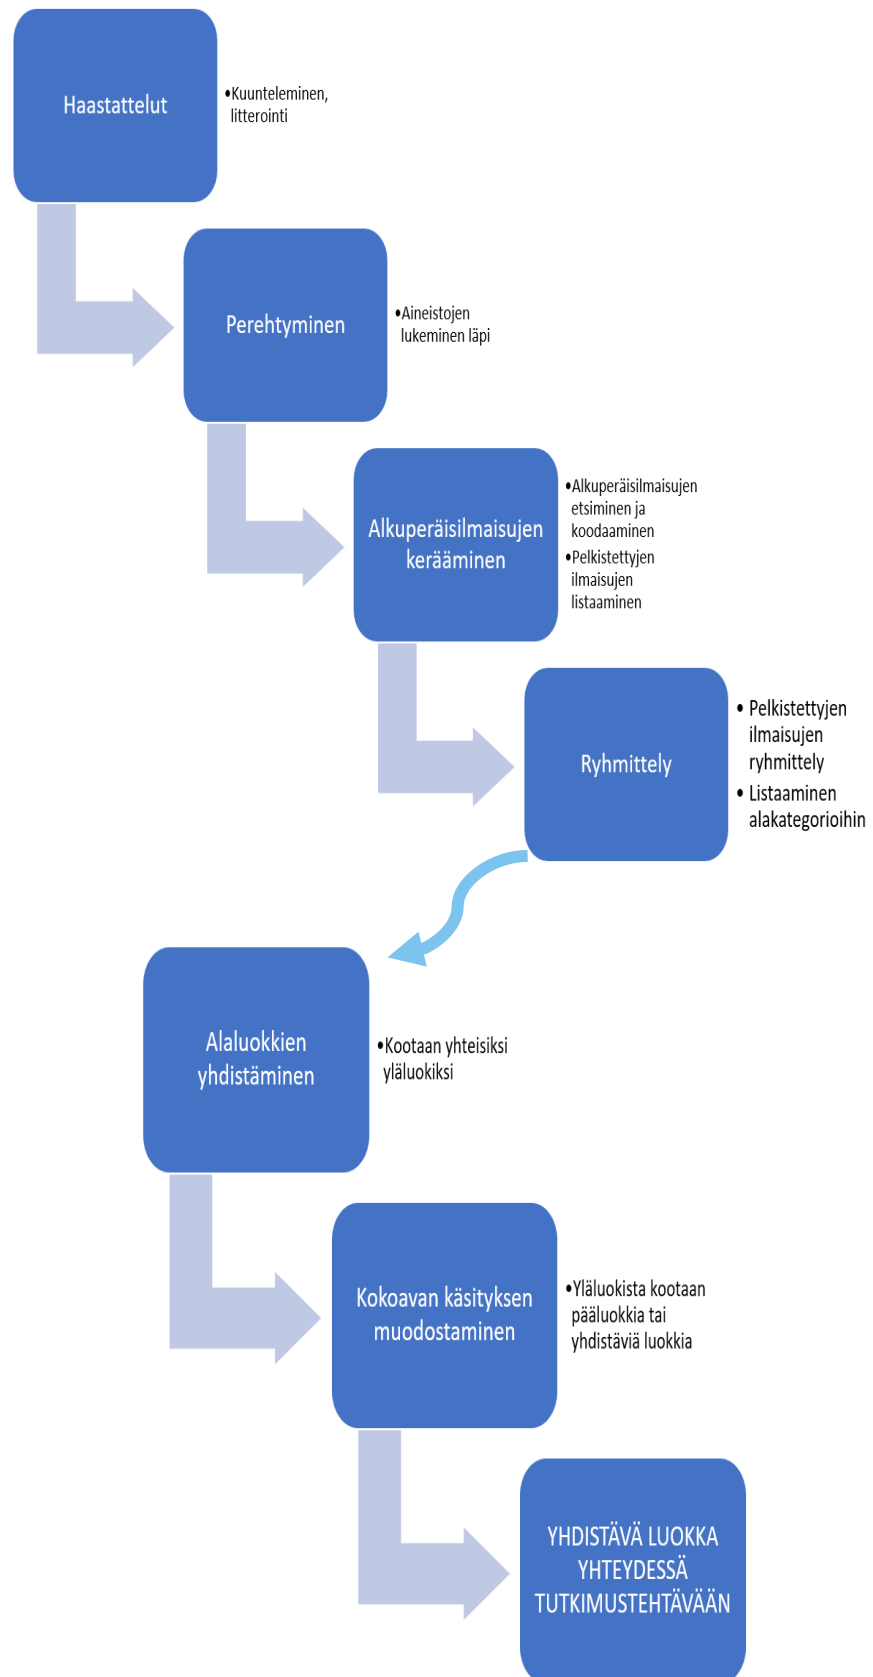 Haastattelut
•Kuunteleminen,
litterointi
Perehtyminen
•Aineistojen
lukeminen läpi
Alkuperäisilmaisujen
kerääminen
•Alkuperäisilmaisujen
etsiminen ja
koodaaminen
•Pelkistettyjen
ilmaisujen
listaaminen
Ryhmittely
• Pelkistettyjen
ilmaisujen
ryhmittely
• Listaaminen
alakategorioihin
Alaluokkien
yhdistäminen
•Kootaan yhteisiksi
yläluokiksi
Kokoavan käsityksen
muodostaminen
•Yläluokista kootaan
pääluokkia tai
yhdistäviä luokkia
YHDISTÄVÄ LUOKKA
YHTEYDESSÄ
TUTKIMUSTEHTÄVÄÄN